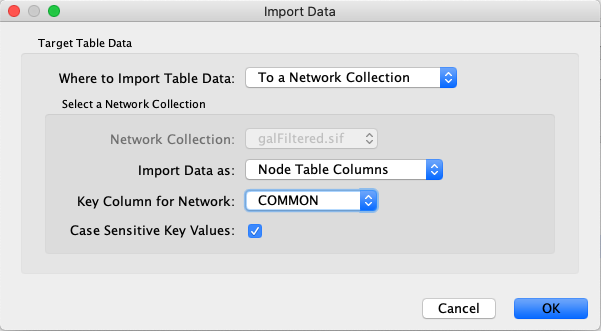 Import Data
Target Table Data
Where to Import Table Data: To a Network Collection
Select a Network Collection
Network Collection: galFiltered.sif
Import Data as: Node Table Columns
Key Column for Network: COMMON
Case Sensitive Key Values:
Cancel OK